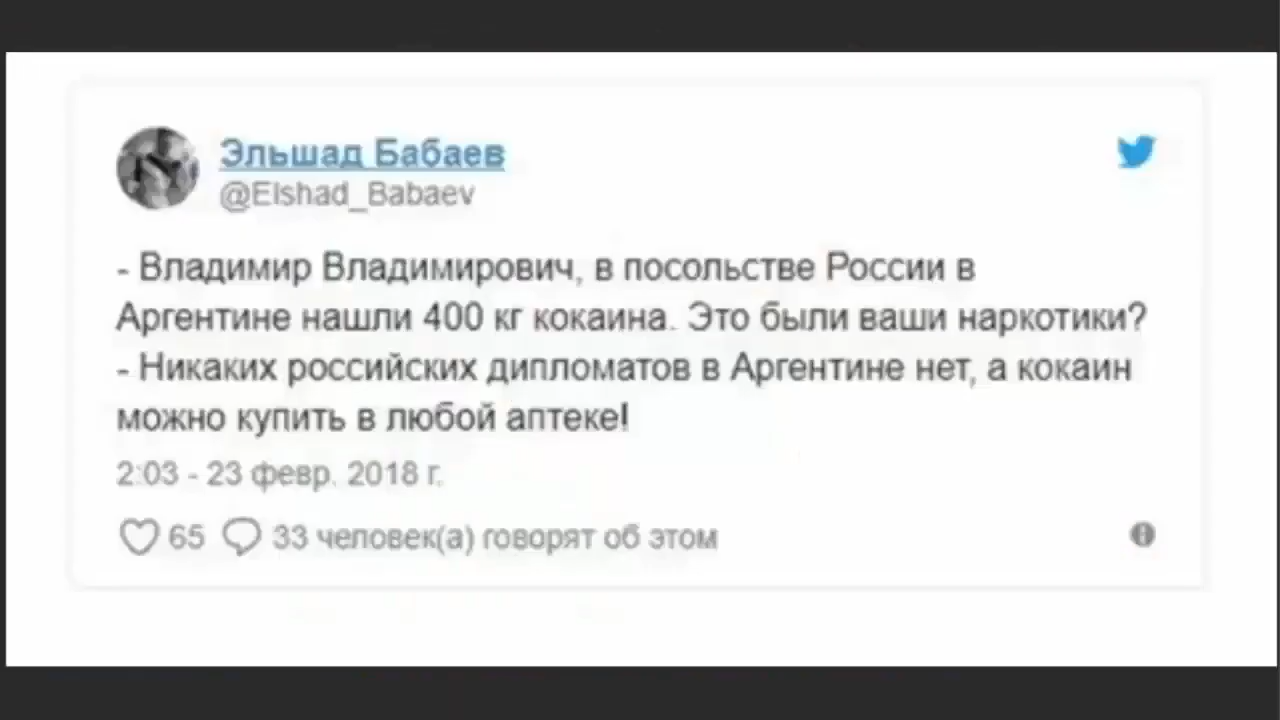 Эльшад Бабаев
@Elshad_Babaev
- Владимир Владимирович, в посольстве России в
Аргентине нашли 400 кг кокаина. Это были ваши наркотики?
- Никаких российских дипломатов в Аргентине нет, а кокаин
можно купить в любой аптеке!
2:03 - 23 февр. 2018 г.
65 33 человек(а) говорят об этом